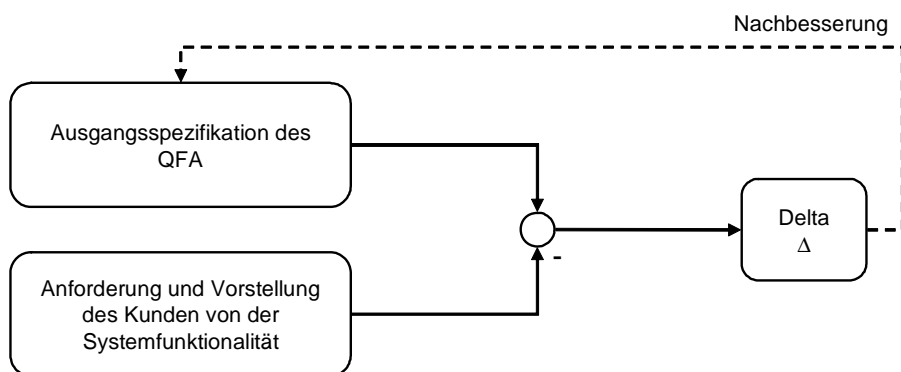 Nachbesserung
Ausgangsspezifikation des
QFA
Delta
Δ
-
Anforderung und Vorstellung
des Kunden von der
Systemfunktionalität